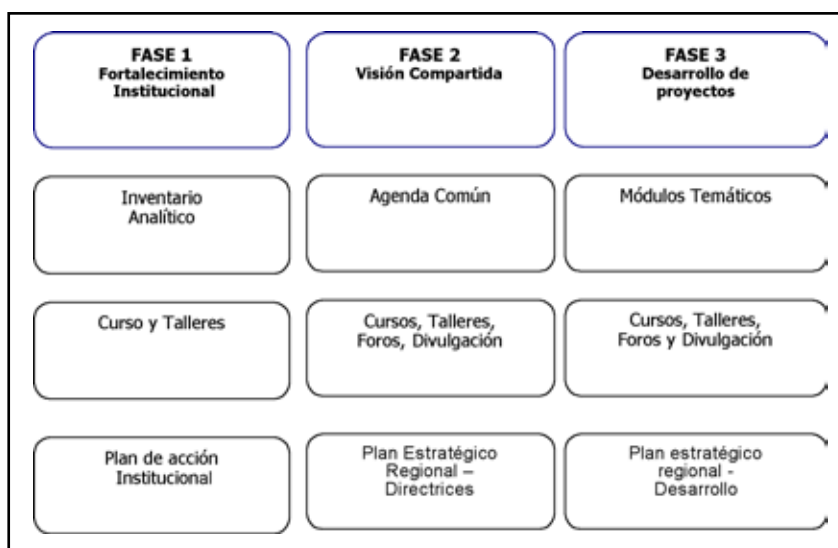 FASE 1
Fortalecimiento
Institucional
FASE 2
Visión Compartida
FASE 3
Desarrollo de
proyectos
Inventario
Analítico
Agenda Común
Módulos Temáticos
Curso y Talleres
Cursos, Talleres,
Foros, Divulgación
Cursos, Talleres,
Foros y Divulgación
Plan de acción
Institucional
Plan Estratégico
Regional –
Directrices
Plan estratégico
regional -
Desarrollo